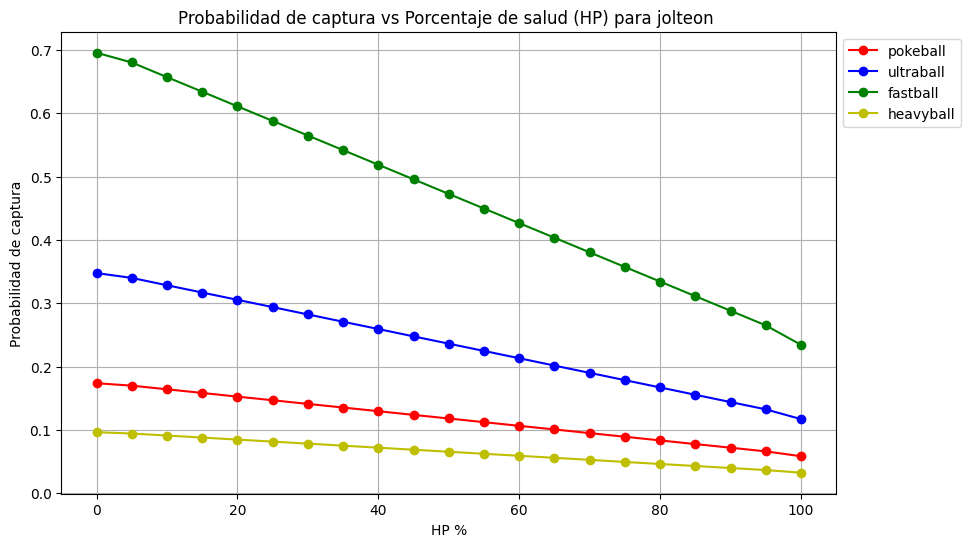 Probabilidad de captura vs Porcentaje de salud (HP) para jolteon
Probabilidad de captura
0.7
0.6
0.5
0.4
0.3
0.2
0.1
0.0
0 20 40 60 80 100
HP %
pokeball
ultraball
fastball
heavyball